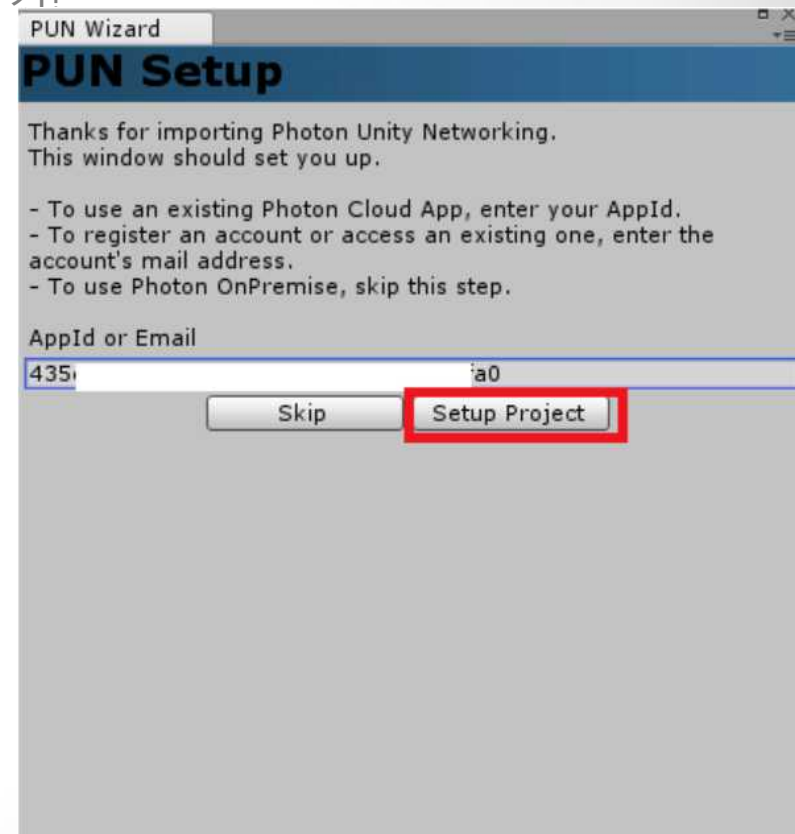 PUN Wizard
PUN Setup
Thanks for importing Photon Unity Networking.
This window should set you up.
- To use an existing Photon Cloud App, enter your AppId.
- To register an account or access an existing one, enter the
account's mail address.
- To use Photon OnPremise, skip this step.
AppId or Email
435 a0
Skip Setup Project